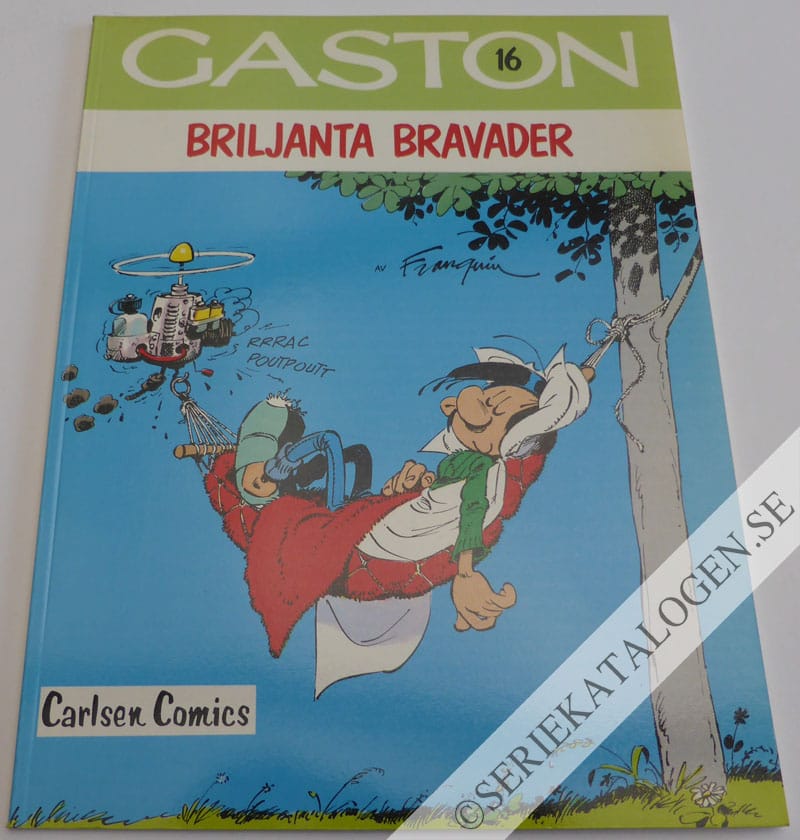 GASTON
16
BRILJANTA BRAVADER
AV Franquin
RRRAC
POUTPOUTT
Carlsen Comics
© SERIEKATALOGEN.SE